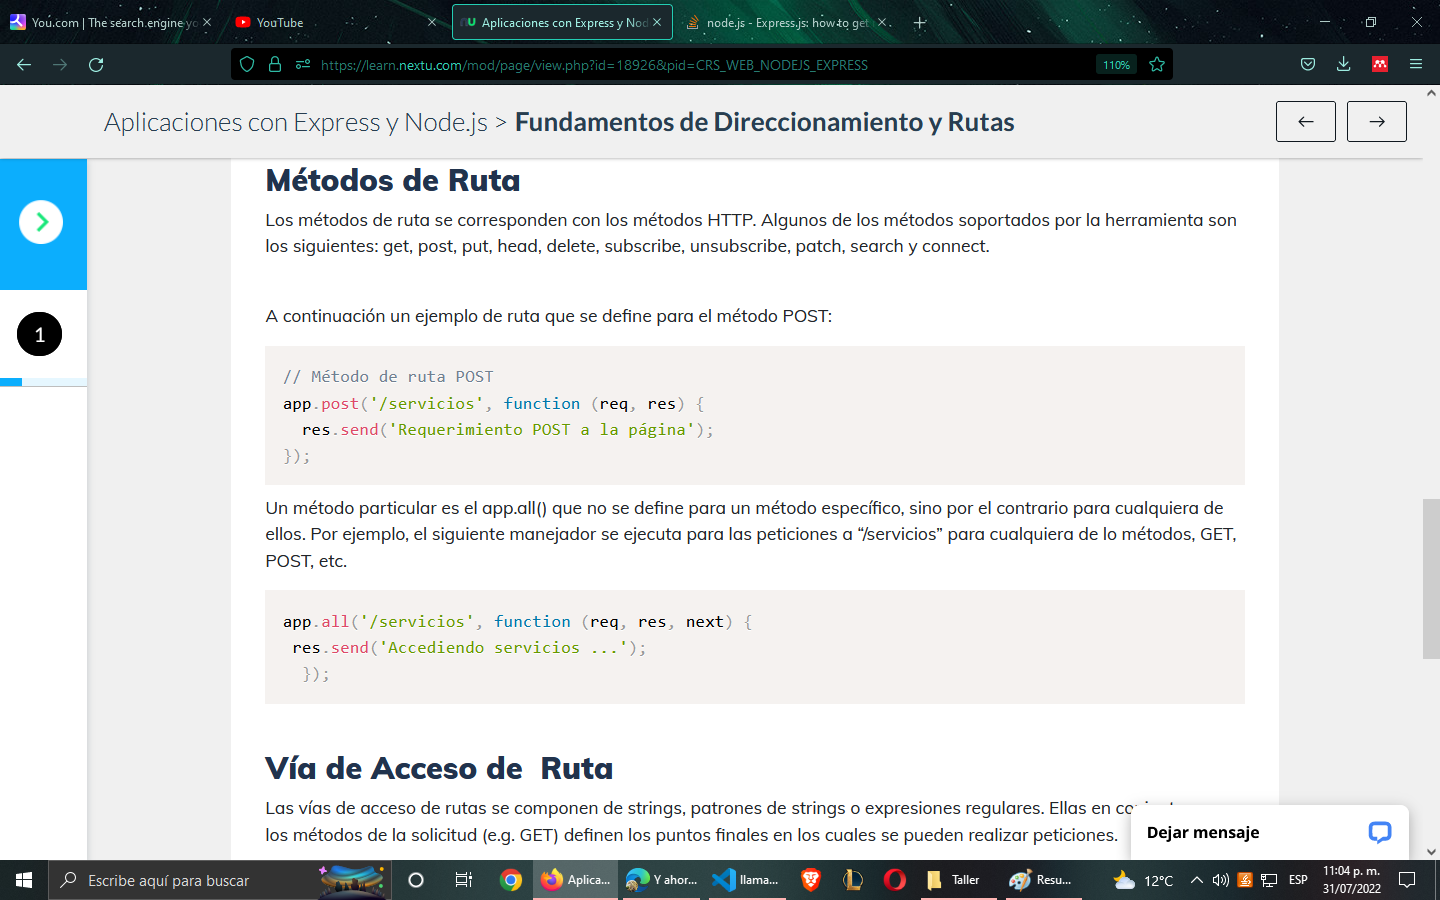 You.com | The search engine yo
YouTube
Aplicaciones con Express y Nod
node.js - Express.js: how to get
https://learn.nextu.com/mod/page/view.php?id=18926&pid=CRS_WEB_NODEJS_EXPRESS
110%
Aplicaciones con Express y Node.js > Fundamentos de Direccionamiento y Rutas
1
Métodos de Ruta
Los métodos de ruta se corresponden con los métodos HTTP. Algunos de los métodos soportados por la herramienta son
los siguientes: get, post, put, head, delete, subscribe, unsubscribe, patch, search y connect.
A continuación un ejemplo de ruta que se define para el método POST:
// Método de ruta POST
app.post('/servicios', function (req, res) {
res.send('Requerimiento POST a la página');
});
Un método particular es el app.all() que no se define para un método específico, sino por el contrario para cualquiera de
ellos. Por ejemplo, el siguiente manejador se ejecuta para las peticiones a “/servicios” para cualquiera de lo métodos, GET,
POST, etc.
app.all('/servicios', function (req, res, next) {
res.send('Accediendo servicios ...');
});
Vía de Acceso de  Ruta
Las vías de acceso de rutas se componen de strings, patrones de strings o expresiones regulares. Ellas en
los métodos de la solicitud (e.g. GET) definen los puntos finales en los cuales se pueden realizar peticiones.
Dejar mensaje
Escribe aquí para buscar
Aplica...
Y ahor...
llama...
Taller
Resu...
12°C
ESP
11:04 p. m.
31/07/2022